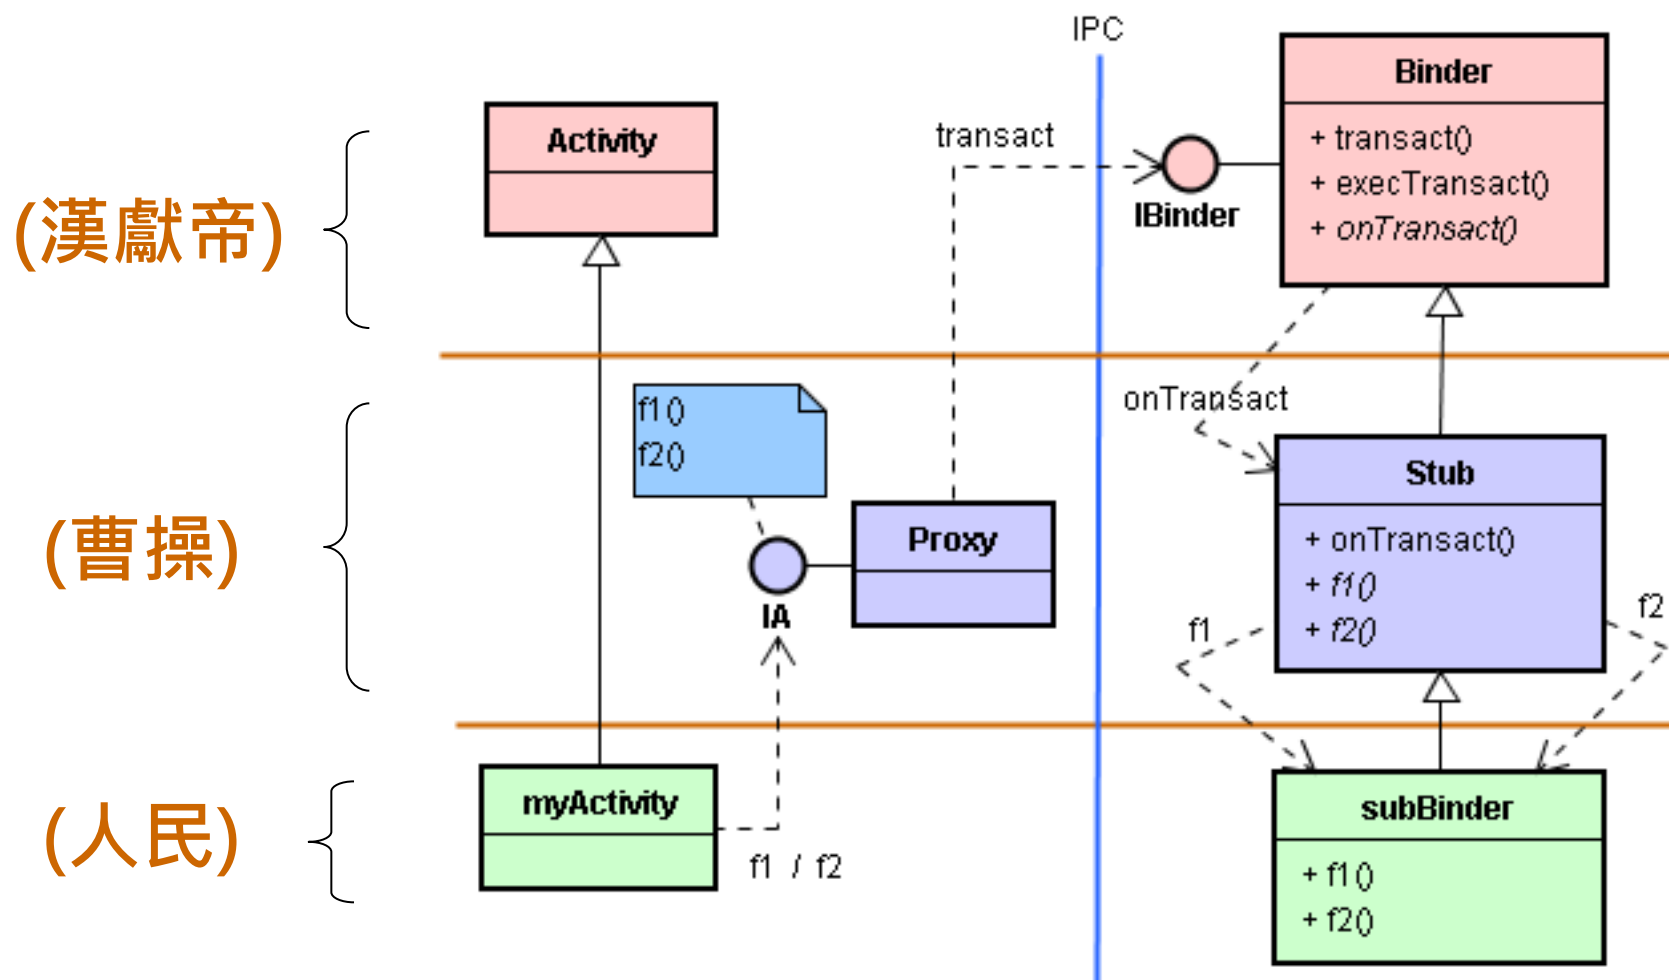 IPC
Binder
+ transact()
+ execTransact()
+ onTransact()
Activity
transact
IBinder
(漢獻帝)
f1()
f2()
onTransact
Stub
+ onTransact()
+ f1()
+ f2()
Proxy
IA
(曹操)
f1
f2
myActivity
f1 / f2
(人民)
subBinder
+ f1()
+ f2()